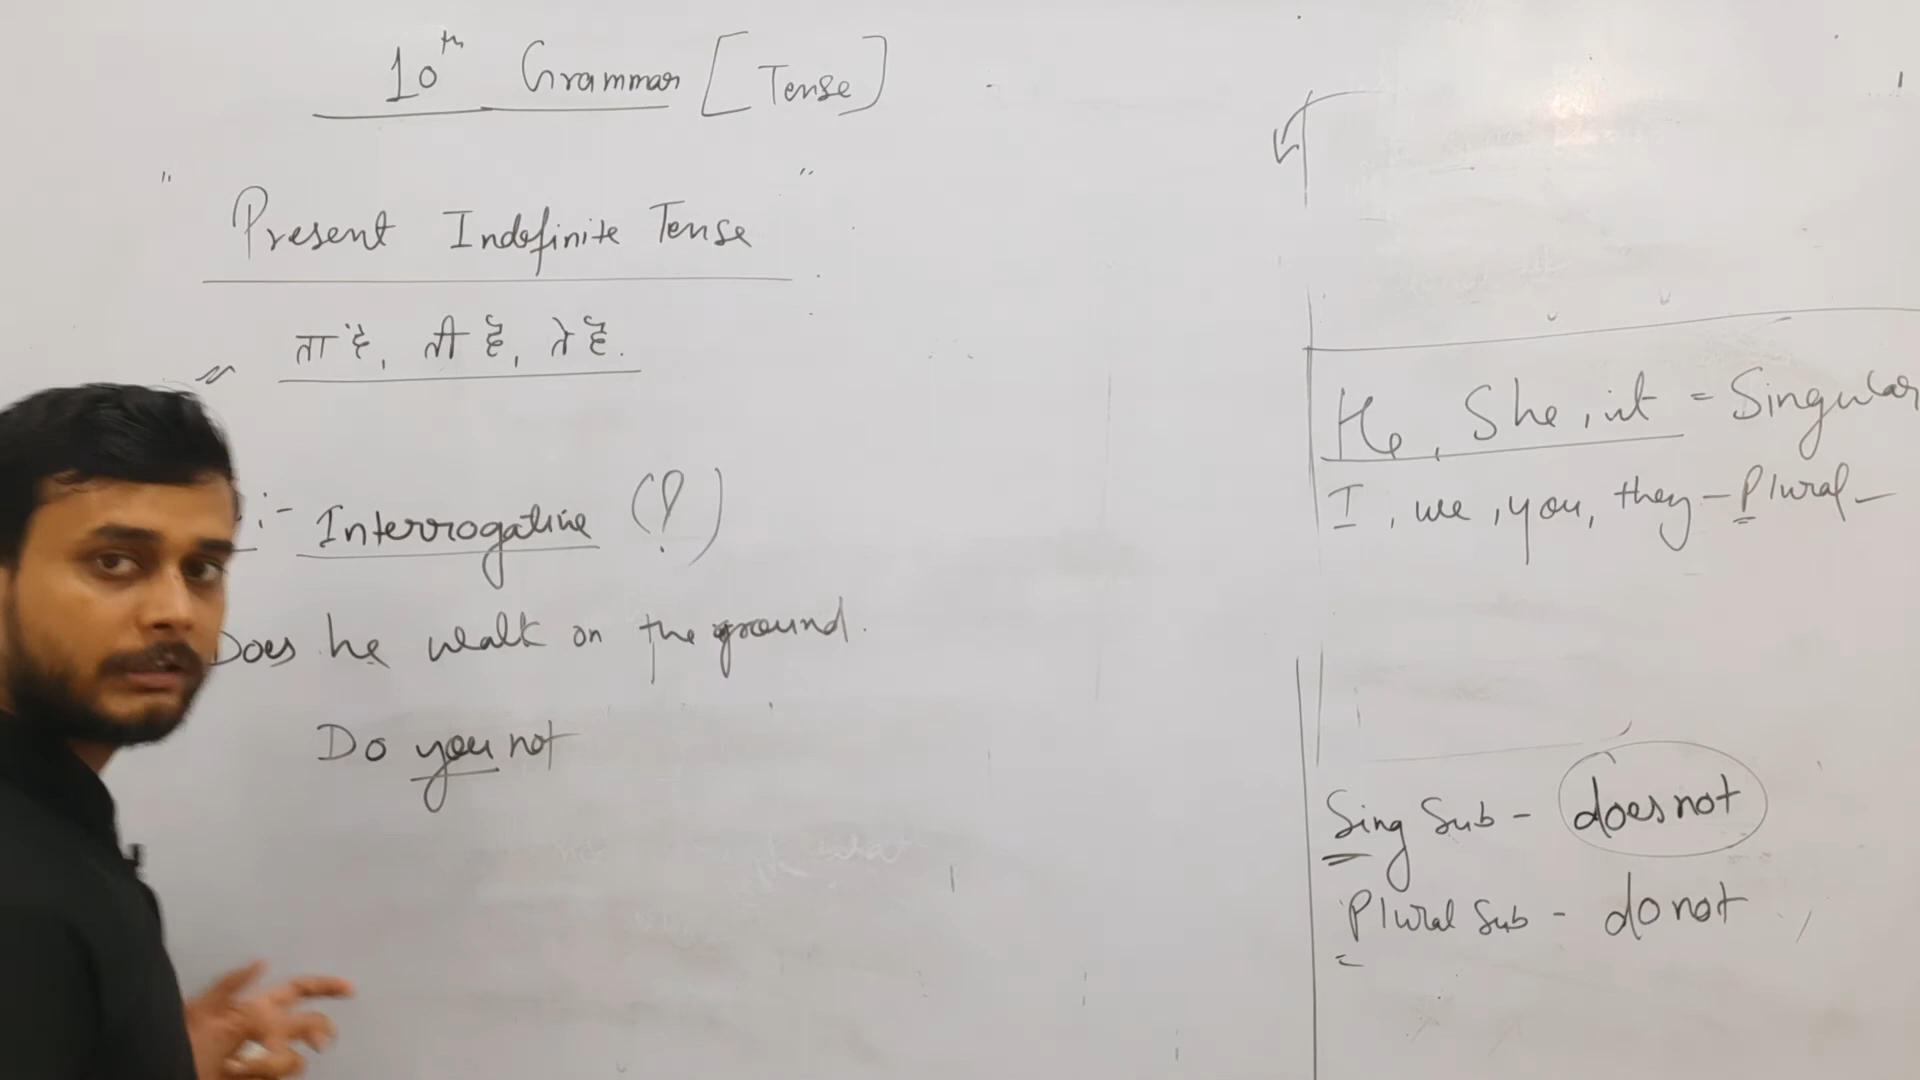 10th Grammar [Tense]
"Present Indefinite Tense"
ता है, ती है, ते हैं.
:- Interrogative (?)
Does he walk on the ground.
Do you not
He, She, it = Singular
I, we, you, they - Plural -
Sing Sub - does not
Plural Sub - do not